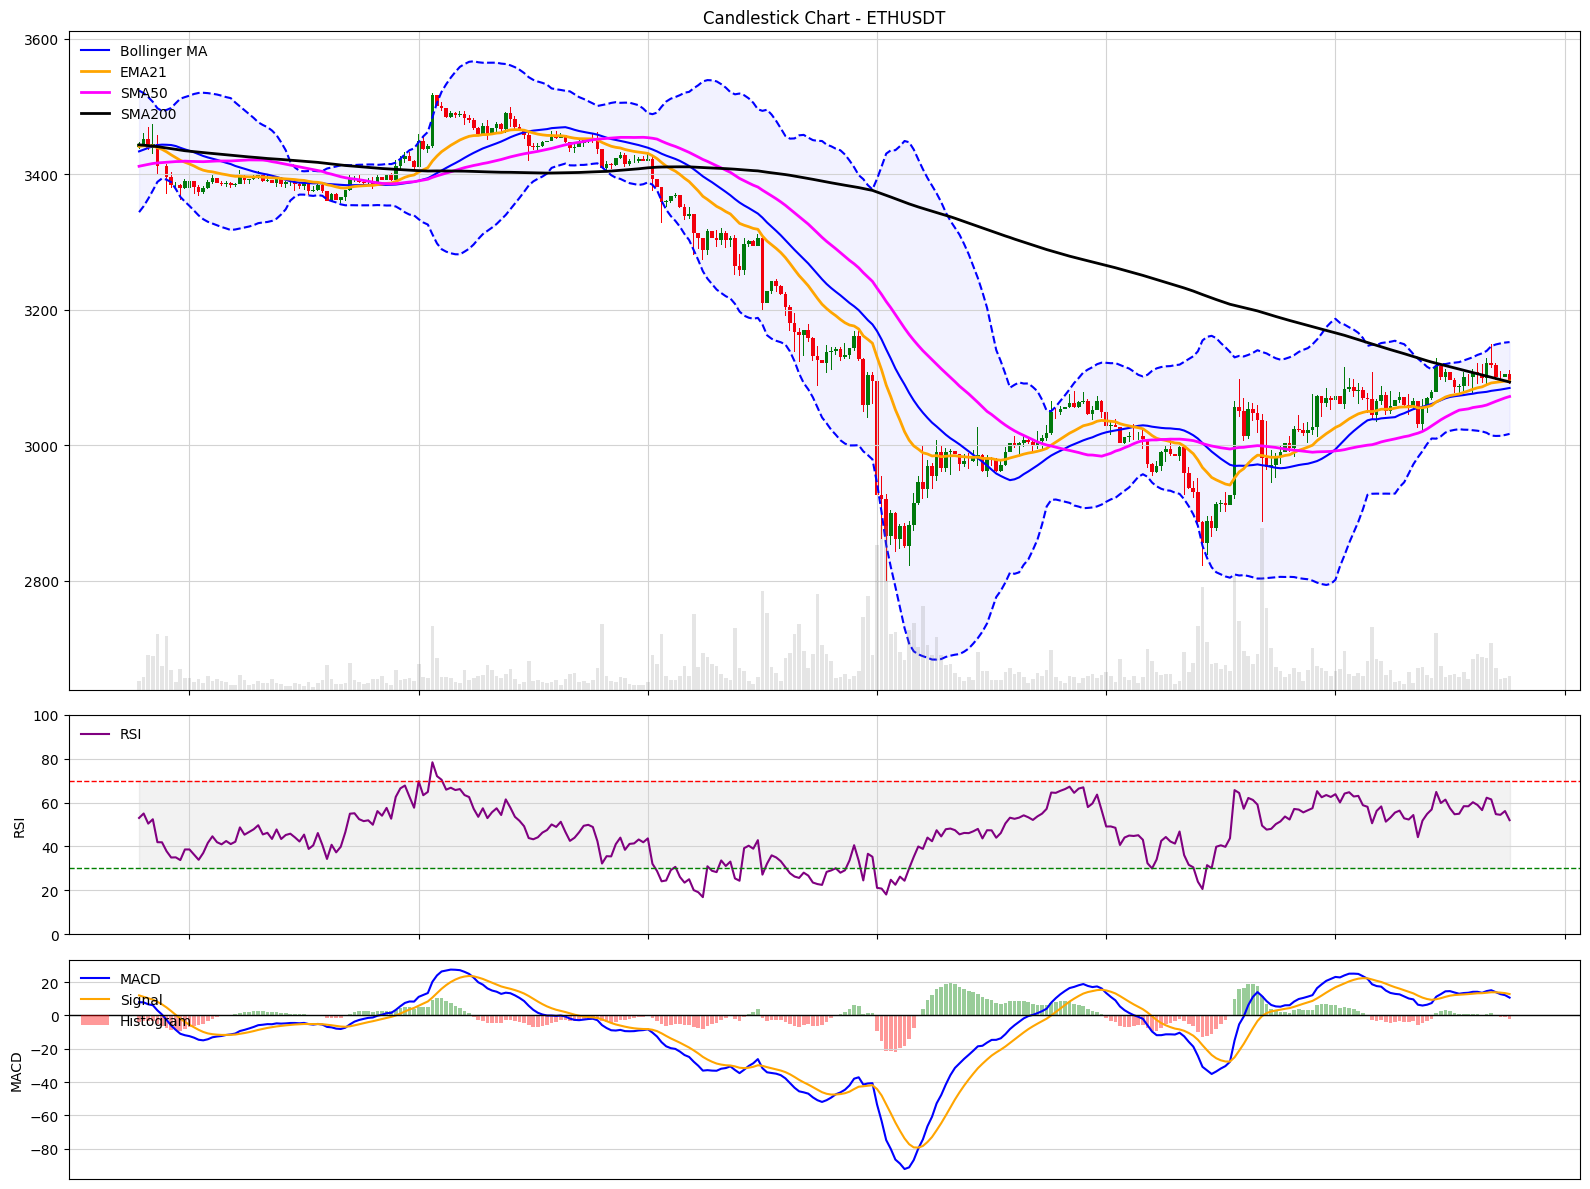 Candlestick Chart - ETHUSDT
3600
3400
3200
3000
2800
Bollinger MA
EMA21
SMA50
SMA200
100
80
60
40
20
0
RSI
RSI
20
0
−20
−40
−60
−80
MACD
MACD
Signal
Histogram